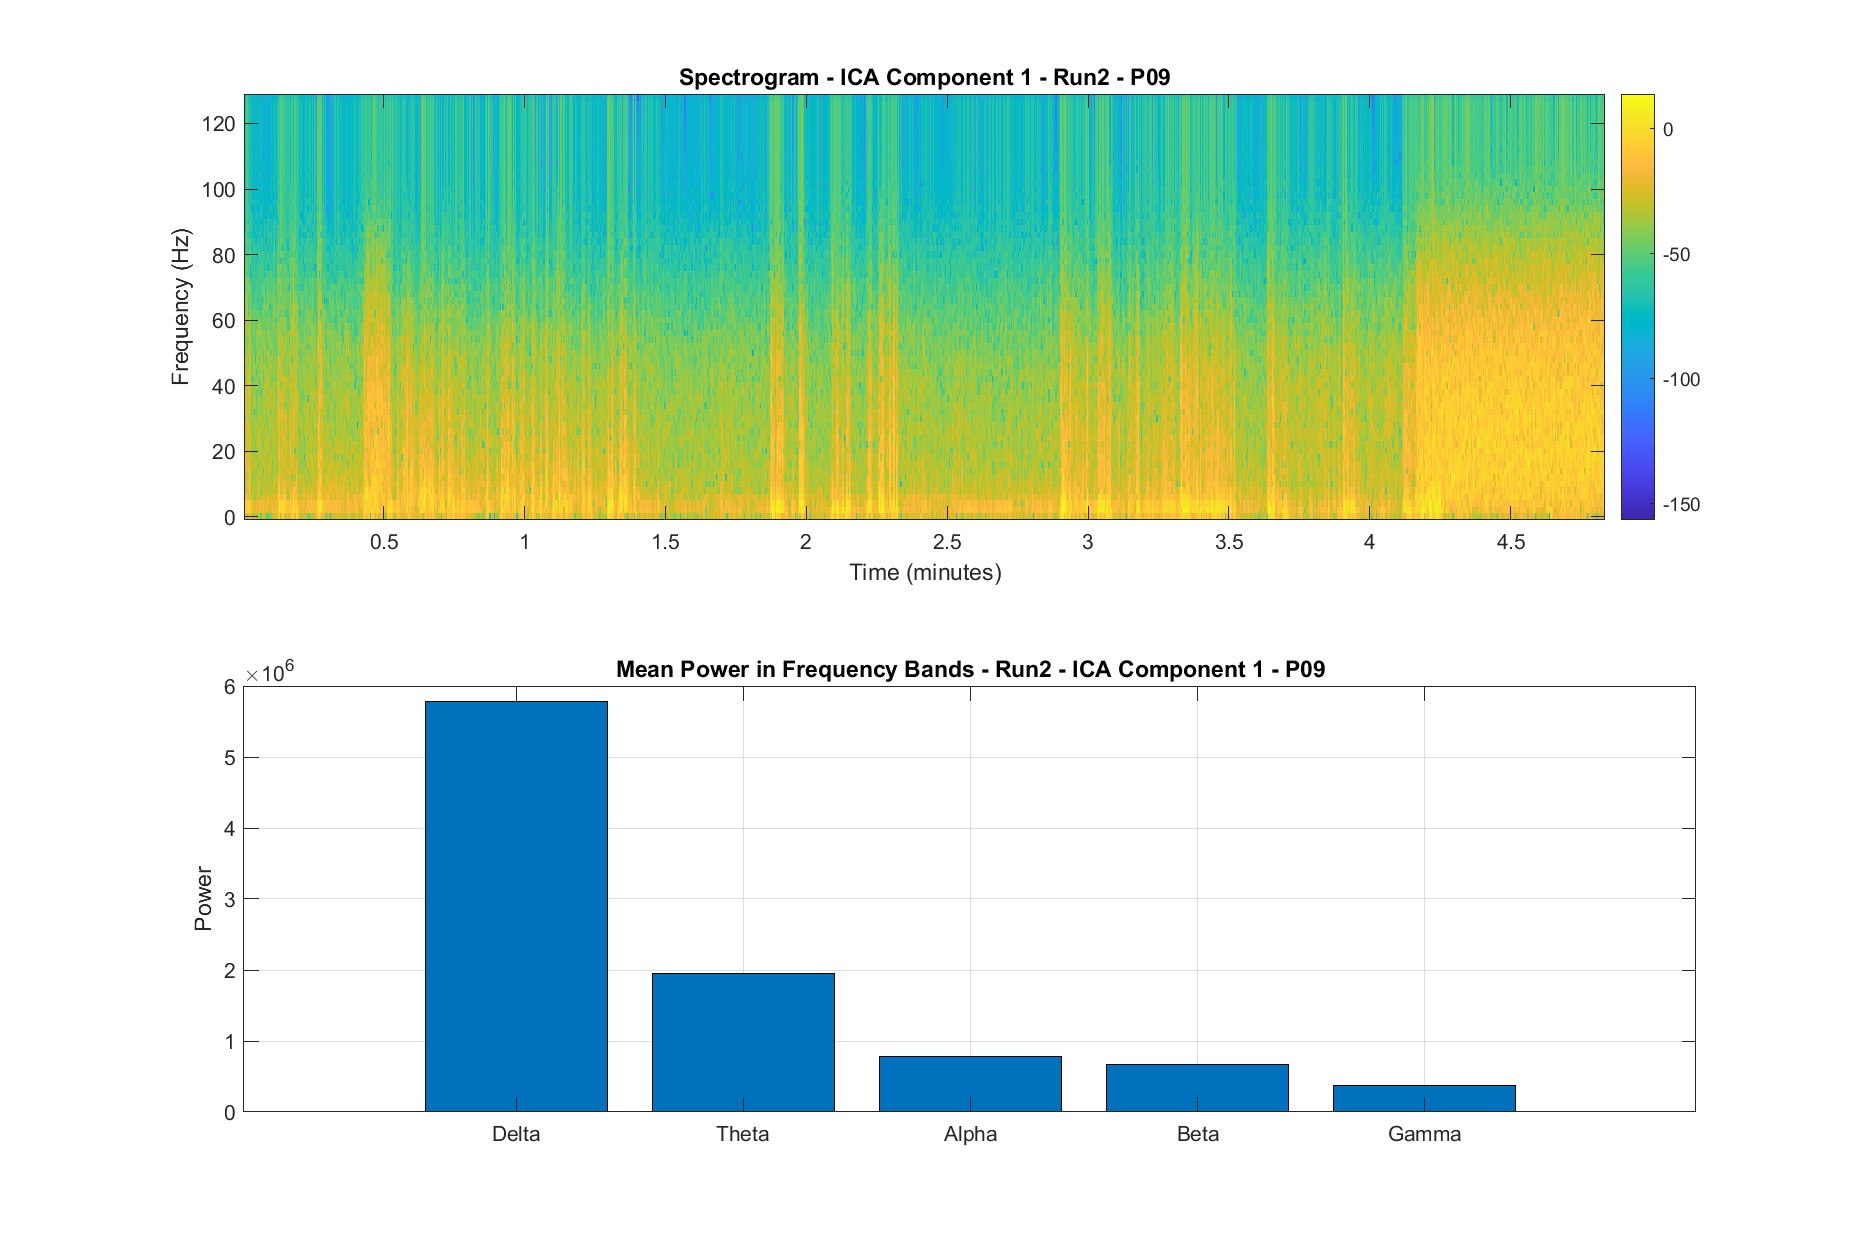 Spectrogram - ICA Component 1 - Run2 - P09
120
100
80
60
40
20
0
Frequency (Hz)
0.5 1 1.5 2 2.5 3 3.5 4 4.5
Time (minutes)
0
-50
-100
-150
Mean Power in Frequency Bands - Run2 - ICA Component 1 - P09
×10⁶
6
5
4
3
2
1
0
Power
Delta Theta Alpha Beta Gamma